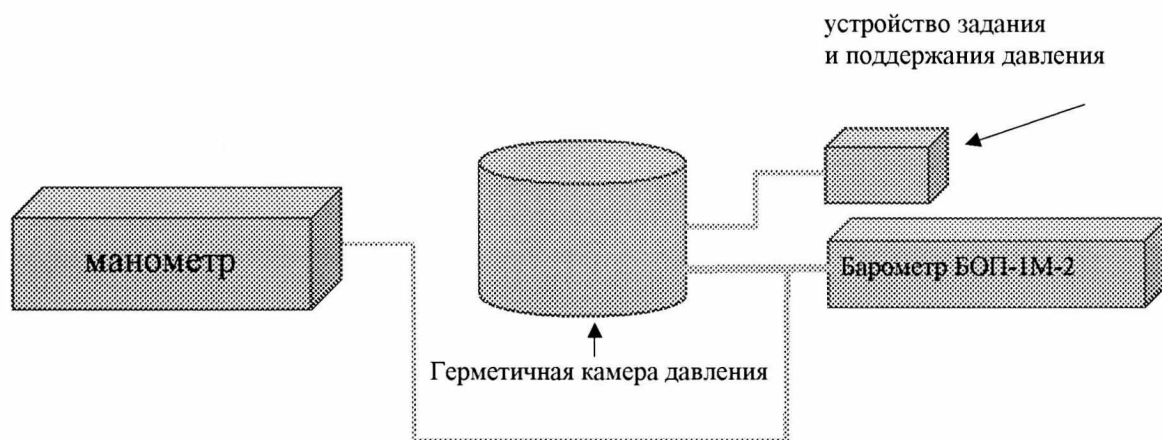 устройство задания
и поддержания давления
манометр
Барометр БОП-1М-2
Герметичная камера давления